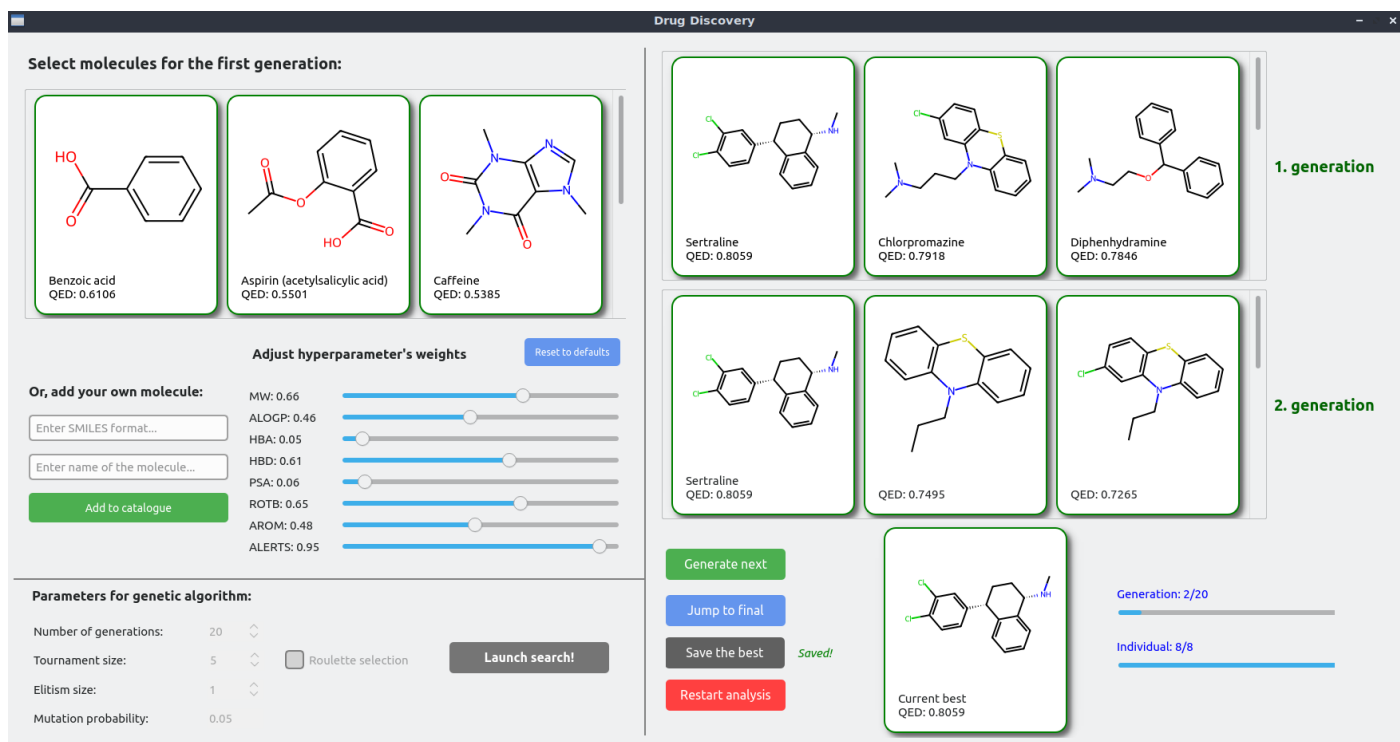 Drug Discovery
Select molecules for the first generation:
HO
O
Benzoic acid
QED: 0.6106
O
O
HO
O
Aspirin (acetylsalicylic acid)
QED: 0.5501
N
N
O
N
N
O
Caffeine
QED: 0.5385
Adjust hyperparameter's weights
Reset to defaults
Or, add your own molecule:
Enter SMILES format...
Enter name of the molecule...
Add to catalogue
MW: 0.66
ALOGP: 0.46
HBA: 0.05
HBD: 0.61
PSA: 0.06
ROTB: 0.65
AROM: 0.48
ALERTS: 0.95
Parameters for genetic algorithm:
Number of generations: 20
Tournament size: 5
Elitism size: 1
Mutation probability: 0.05
Roulette selection
Launch search!
Cl
Cl
NH
Sertraline
QED: 0.8059
Cl
S
N
N
Chlorpromazine
QED: 0.7918
N
O
Diphenhydramine
QED: 0.7846
1. generation
Cl
Cl
NH
Sertraline
QED: 0.8059
S
N
QED: 0.7495
S
Cl
N
QED: 0.7265
2. generation
Generate next
Jump to final
Save the best
Saved!
Restart analysis
Cl
Cl
NH
Current best
QED: 0.8059
Generation: 2/20
Individual: 8/8